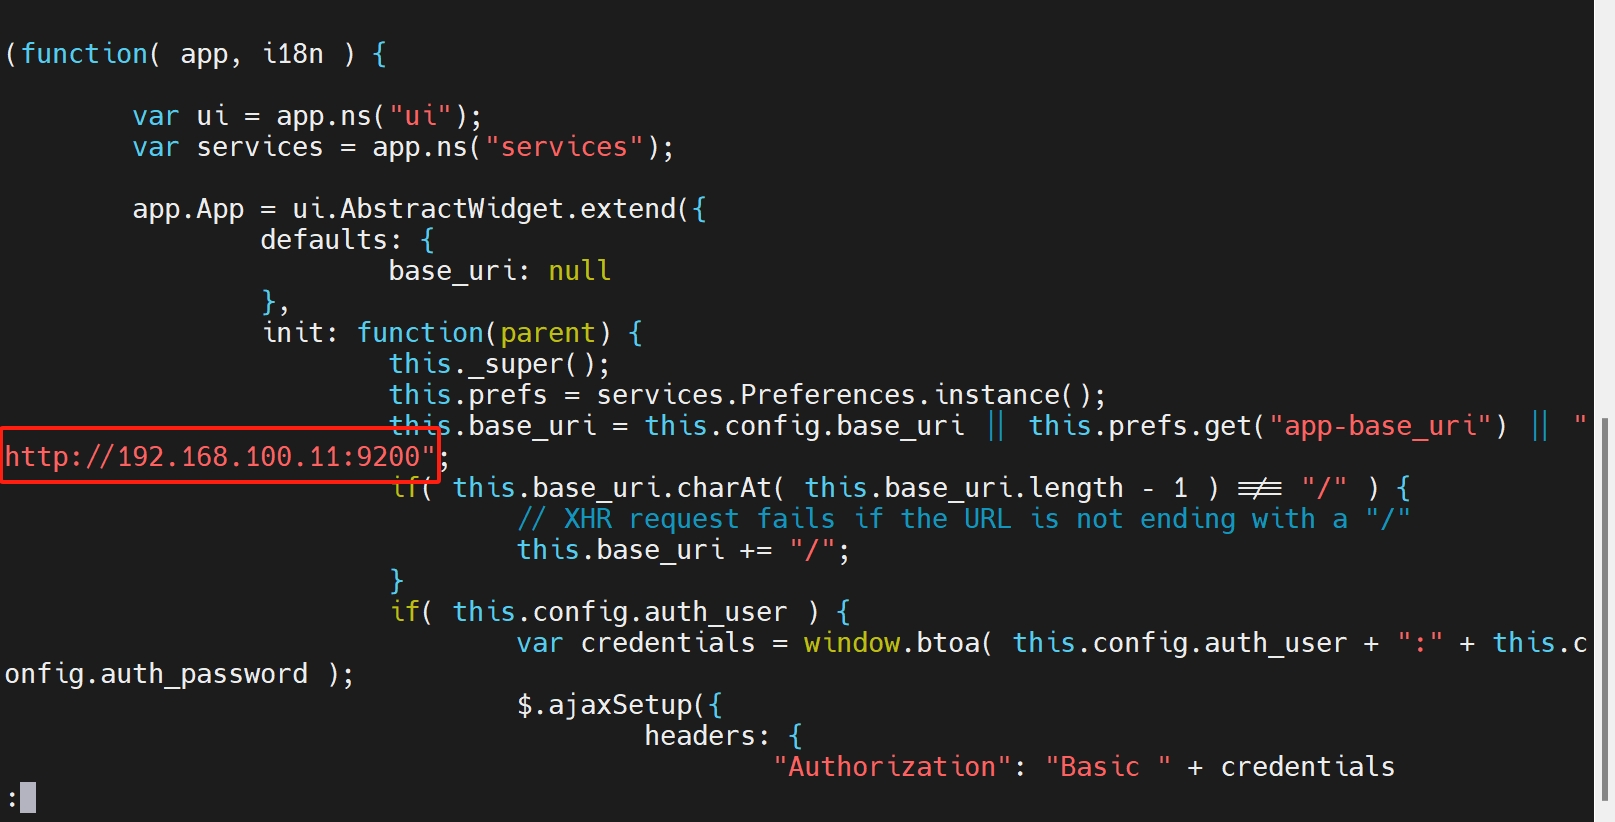 (function( app, i18n ) {
var ui = app.ns("ui");
var services = app.ns("services");
app.App = ui.AbstractWidget.extend({
defaults: {
base_uri: null
},
init: function(parent) {
this._super();
this.prefs = services.Preferences.instance();
this.base_uri = this.config.base_uri || this.prefs.get("app-base_uri") || "
http://192.168.100.11:9200";
if( this.base_uri.charAt( this.base_uri.length - 1 ) !== "/" ) {
// XHR request fails if the URL is not ending with a "/"
this.base_uri += "/";
}
if( this.config.auth_user ) {
var credentials = window.btoa( this.config.auth_user + ":" + this.c
onfig.auth_password );
$.ajaxSetup({
headers: {
"Authorization": "Basic " + credentials
: